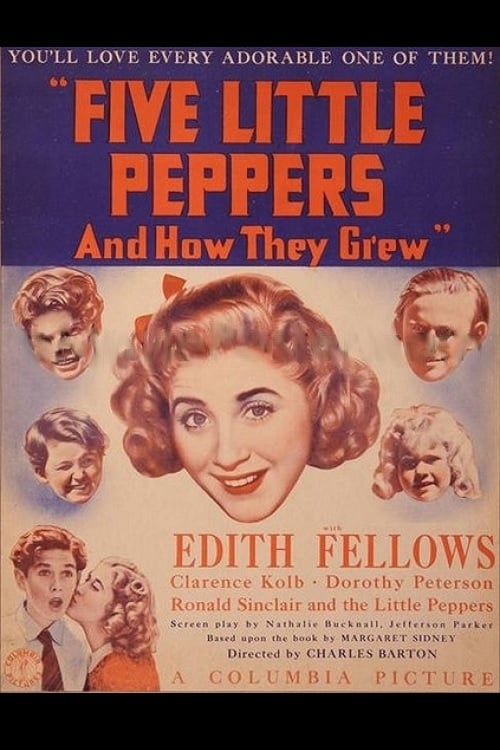 YOU'LL LOVE EVERY ADORABLE ONE OF THEM!
"FIVE LITTLE
PEPPERS
And How They Grew"
with
EDITH FELLOWS
Clarence Kolb · Dorothy Peterson
Ronald Sinclair and the Little Peppers
Screen play by Nathalie Bucknall, Jefferson Parker
Based upon the book by MARGARET SIDNEY
Directed by CHARLES BARTON
A COLUMBIA PICTURE
COLUMBIA
PICTURES